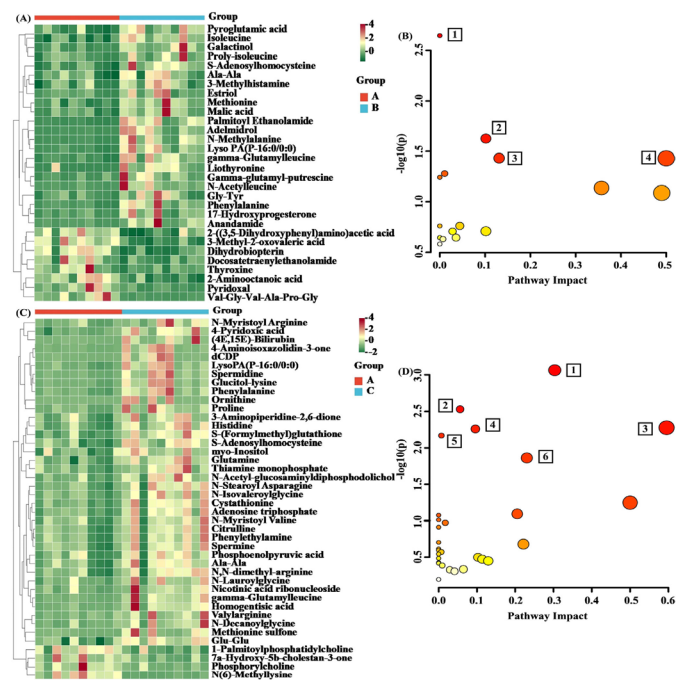 (A)
Group
Pyroglutamic acid
Isoleucine
Galactinol
Proly-isoleucine
S-Adenosylhomocysteine
Ala-Ala
3-Methylhistamine
Estriol
Methionine
Malic acid
Palmitoyl Ethanolamide
Adelmidrol
N-Methylalanine
Lyso PA(P-16:0/0:0)
gamma-Glutamylleucine
Liothyronine
Gamma-glutamyl-putrescine
N-Acetylleucine
Gly-Tyr
Phenylalanine
17-Hydroxyprogesterone
Anandamide
2-((3,5-Dihydroxyphenyl)amino)acetic acid
3-Methyl-2-oxovaleric acid
Dihydrobiopterin
Docosatetraenylethanolamide
Thyroxine
2-Aminooctanoic acid
Pyridoxal
Val-Gly-Val-Ala-Pro-Gly
4
2
0
Group
A
B
(B)
-log10(p)
2.5
2.0
1.5
1.0
0.5
1
2
3
4
0.0 0.1 0.2 0.3 0.4 0.5
Pathway Impact
(C)
Group
N-Myristoyl Arginine
4-Pyridoxic acid
(4E,15E)-Bilirubin
4-Aminoisoxazolidin-3-one
dCDP
LysoPA(P-16:0/0:0)
Spermidine
Glucitol-lysine
Phenylalanine
Ornithine
Proline
3-Aminopiperidine-2,6-dione
Histidine
S-(Formylmethyl)glutathione
S-Adenosylhomocysteine
myo-Inositol
Glutamine
Thiamine monophosphate
N-Acetyl-glucosaminyldiphosphodolichol
N-Stearoyl Asparagine
N-Isovaleroylglycine
Cystathionine
Adenosine triphosphate
N-Myristoyl Valine
Citrulline
Phenylethylamine
Spermine
Phosphoenolpyruvic acid
Ala-Ala
N,N-dimethyl-arginine
N-Lauroylglycine
Nicotinic acid ribonucleoside
gamma-Glutamylleucine
Homogentisic acid
Valylarginine
N-Decanoylglycine
Methionine sulfone
Glu-Glu
1-Palmitoylphosphatidylcholine
7a-Hydroxy-5b-cholestan-3-one
Phosphorylcholine
N(6)-Methyllysine
4
2
0
-2
Group
A
C
(D)
-log10(p)
3.0
2.5
2.0
1.5
1.0
0.5
1
2
3
4
5
6
0.0 0.1 0.2 0.3 0.4 0.5 0.6
Pathway Impact